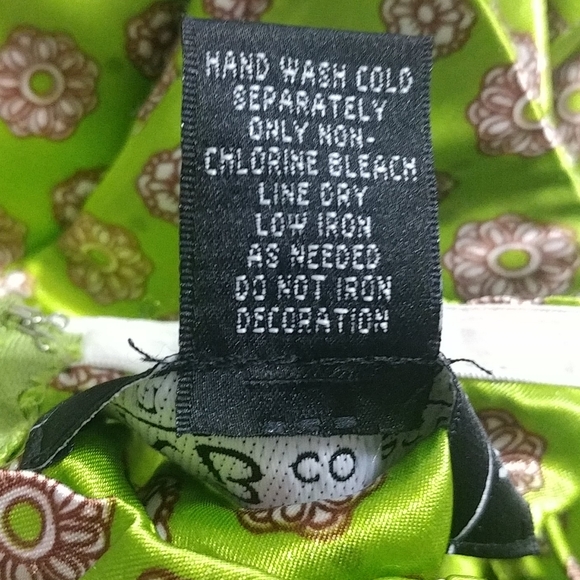 HAND WASH COLD
SEPARATELY
ONLY NON-
CHLORINE BLEACH
LINE DRY
LOW IRON
AS NEEDED
DO NOT IRON
DECORATION
CO